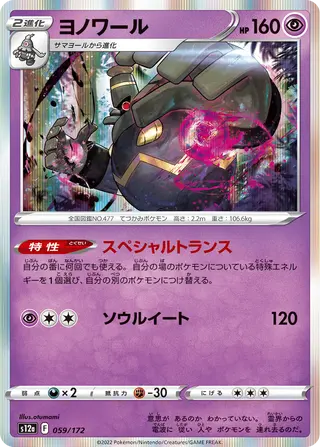 2進化
ヨノワール
HP 160
サマヨールから進化
全国図鑑NO.477 てづかみポケモン 高さ：2.2m 重さ：106.6kg
特性
とくせい
スペシャルトランス
自分の番に何回でも使える。自分の場のポケモンについている特殊エネル
ギーを1個選び、自分の別のポケモンにつけ替える。
ソウルイート 120
弱点 ×2 抵抗力 -30 にげる
Illus.otumami
s12a F 059/172
意思が あるのか わかっていない。
電波に 従い 人や ポケモンを 連れ去るのだ。
©2022 Pokémon/Nintendo/Creatures/GAME FREAK.